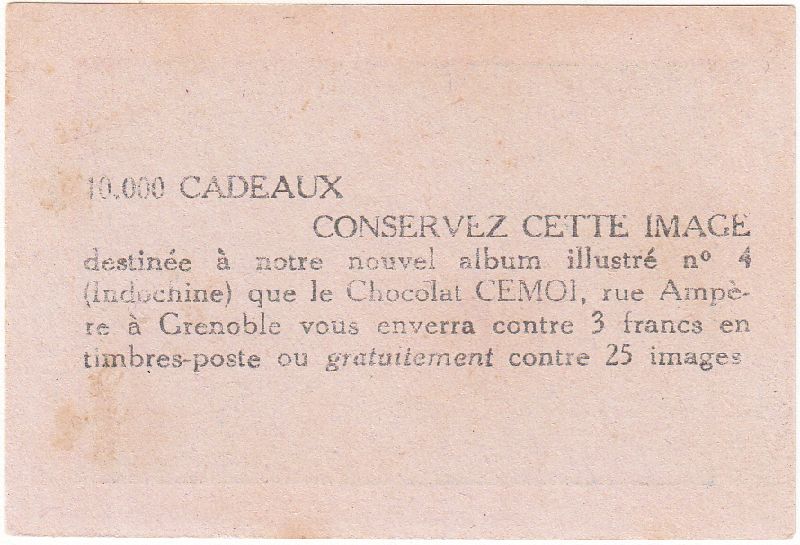 10.000 CADEAUX
CONSERVEZ CETTE IMAGE
destinée à notre nouvel album illustré nº 4
(Indochine) que le Chocolat CEMOI, rue Ampè-
re à Grenoble vous enverra contre 3 francs en
timbres-poste ou gratuitement contre 25 images